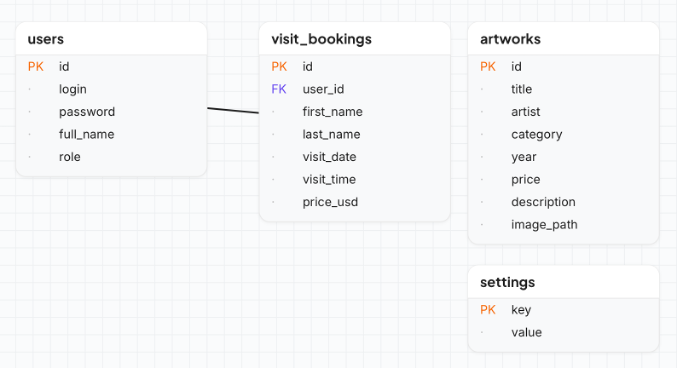 users
PK id
login
password
full_name
role
visit_bookings
PK id
FK user_id
first_name
last_name
visit_date
visit_time
price_usd
artworks
PK id
title
artist
category
year
price
description
image_path
settings
PK key
value